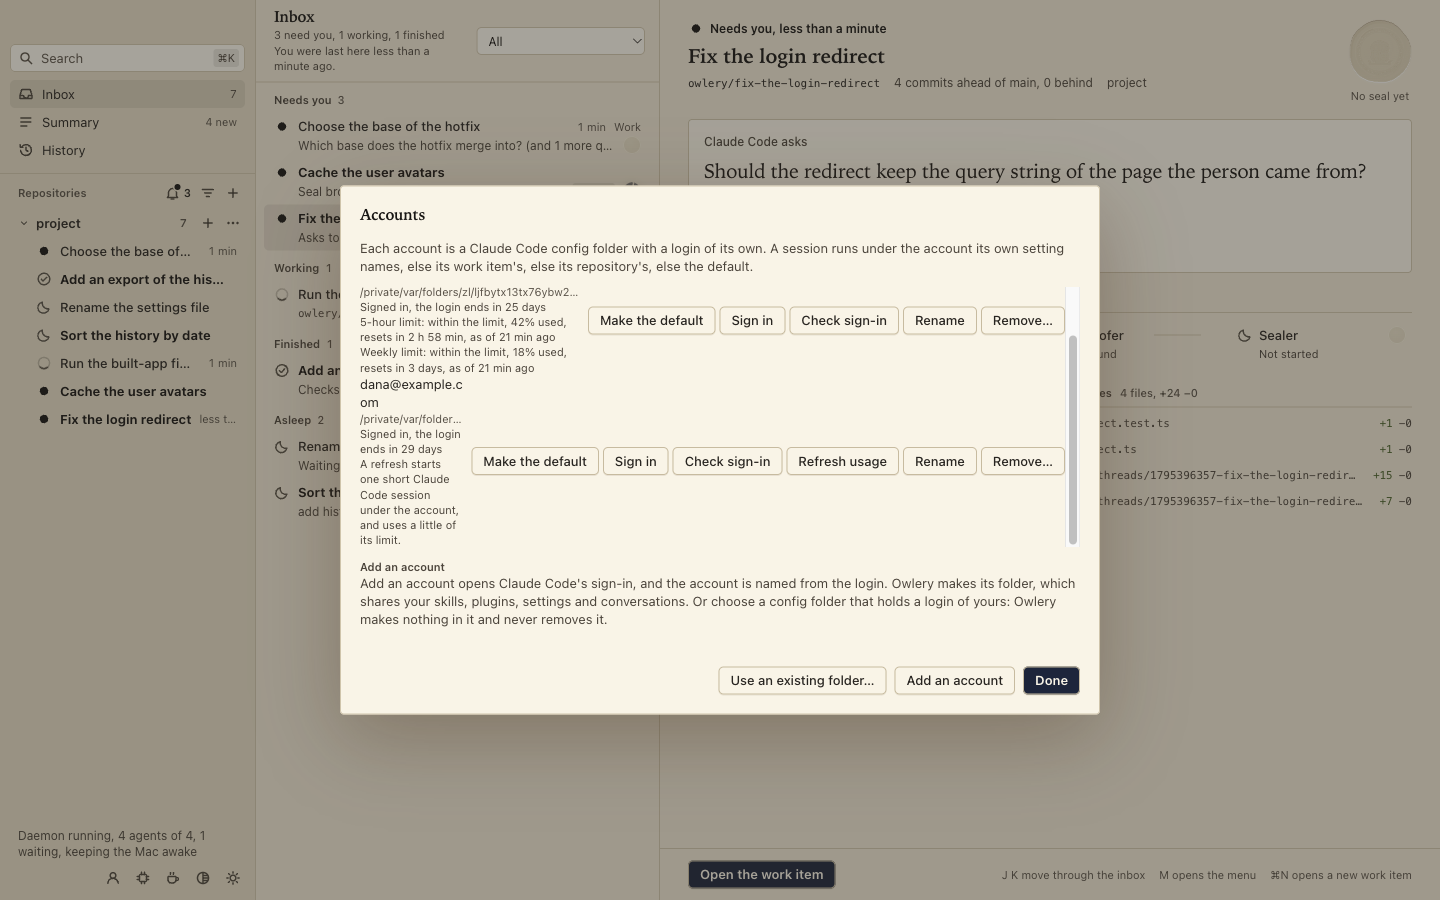 Search
⌘K
Inbox
7
Summary
4 new
History
Repositories
3
project
7
Choose the base of...
1 min
Add an export of the his...
Rename the settings file
Sort the history by date
Run the built-app fi...
1 min
Cache the user avatars
Fix the login redirect
less t...
Daemon running, 4 agents of 4, 1
waiting, keeping the Mac awake
Inbox
3 need you, 1 working, 1 finished
You were last here less than a
minute ago.
All
Needs you 3
Choose the base of the hotfix
1 min Work
Which base does the hotfix merge into? (and 1 more q...
Cache the user avatars
Seal br
Fix the
Asks to
Working 1
Run the
owlery/
Finished 1
Add an
Checks
Asleep 2
Renam
Waiting
Sort th
add his
Needs you, less than a minute
Fix the login redirect
owlery/fix-the-login-redirect 4 commits ahead of main, 0 behind project
No seal yet
Claude Code asks
Should the redirect keep the query string of the page the person came from?
ofer
und
Sealer
Not started
es 4 files, +24 −0
ect.test.ts
+1 −0
ect.ts
+1 −0
threads/1795396357-fix-the-login-redir…
+15 −0
threads/1795396357-fix-the-login-redire…
+7 −0
Open the work item
J K move through the inbox M opens the menu ⌘N opens a new work item
Accounts
Each account is a Claude Code config folder with a login of its own. A session runs under the account its own setting
names, else its work item's, else its repository's, else the default.
/private/var/folders/zl/ljfbytx13tx76ybw2...
Signed in, the login ends in 25 days
5-hour limit: within the limit, 42% used,
resets in 2 h 58 min, as of 21 min ago
Weekly limit: within the limit, 18% used,
resets in 3 days, as of 21 min ago
Make the default
Sign in
Check sign-in
Rename
Remove...
dana@example.c
om
/private/var/folder...
Signed in, the login
ends in 29 days
A refresh starts
one short Claude
Code session
under the account,
and uses a little of
its limit.
Make the default
Sign in
Check sign-in
Refresh usage
Rename
Remove...
Add an account
Add an account opens Claude Code's sign-in, and the account is named from the login. Owlery makes its folder, which
shares your skills, plugins, settings and conversations. Or choose a config folder that holds a login of yours: Owlery
makes nothing in it and never removes it.
Use an existing folder...
Add an account
Done